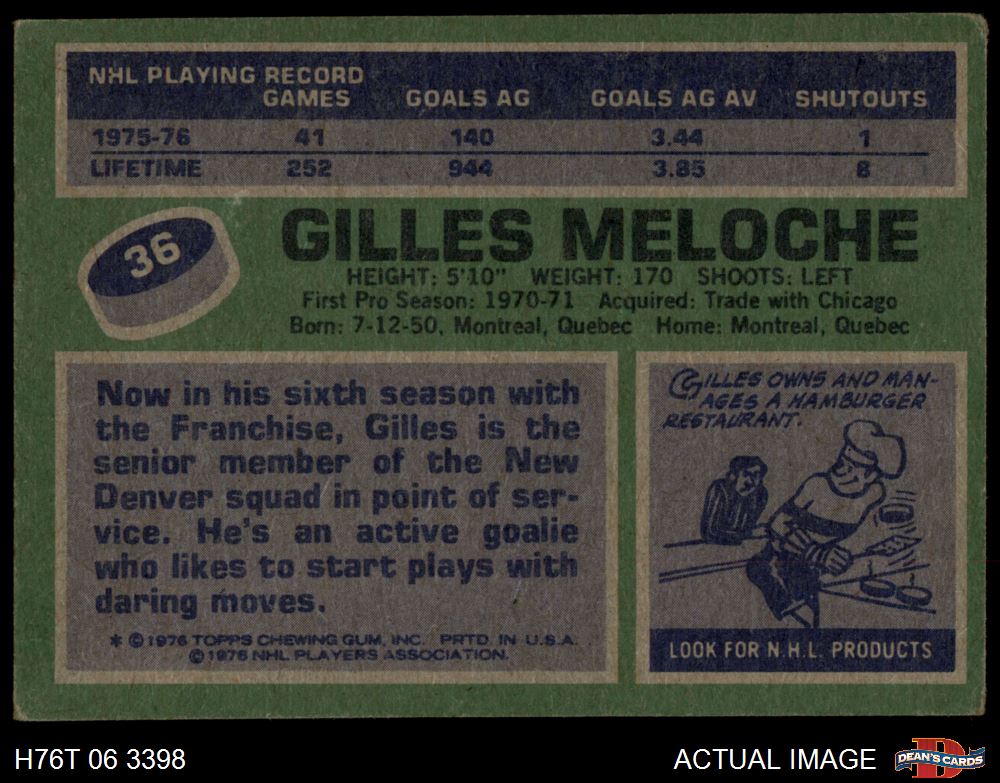 NHL PLAYING RECORD
GAMES GOALS AG GOALS AG AV SHUTOUTS
1975-76 41 140 3.44 1
LIFETIME 252 944 3.85 8
36
GILLES MELOCHE
HEIGHT: 5'10" WEIGHT: 170 SHOOTS: LEFT
First Pro Season: 1970-71 Acquired: Trade with Chicago
Born: 7-12-50, Montreal, Quebec Home: Montreal, Quebec
Now in his sixth season with
the Franchise, Gilles is the
senior member of the New
Denver squad in point of ser-
vice. He's an active goalie
who likes to start plays with
daring moves.
* © 1976 TOPPS CHEWING GUM, INC. PRTD. IN U.S.A.
© 1976 NHL PLAYERS ASSOCIATION.
GILLES OWNS AND MAN-
AGES A HAMBURGER
RESTAURANT.
LOOK FOR N.H.L. PRODUCTS
H76T 06 3398
ACTUAL IMAGE
D
DEAN'S CARDS